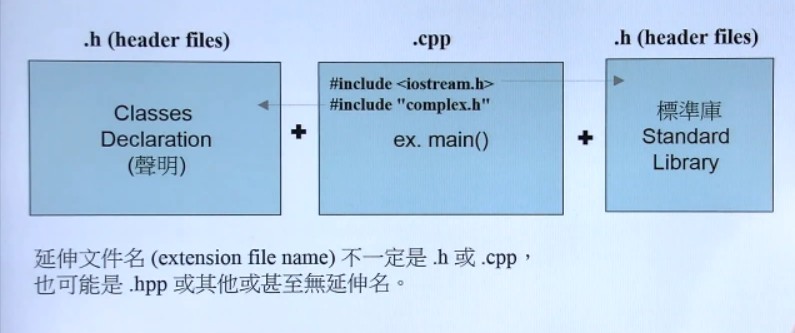 .h (header files)
.cpp
.h (header files)
Classes
Declaration
(聲明)
+
#include <iostream.h>
#include "complex.h"
ex. main()
+
標準庫
Standard
Library
延伸文件名 (extension file name) 不一定是 .h 或 .cpp，
也可能是 .hpp 或其他或甚至無延伸名。